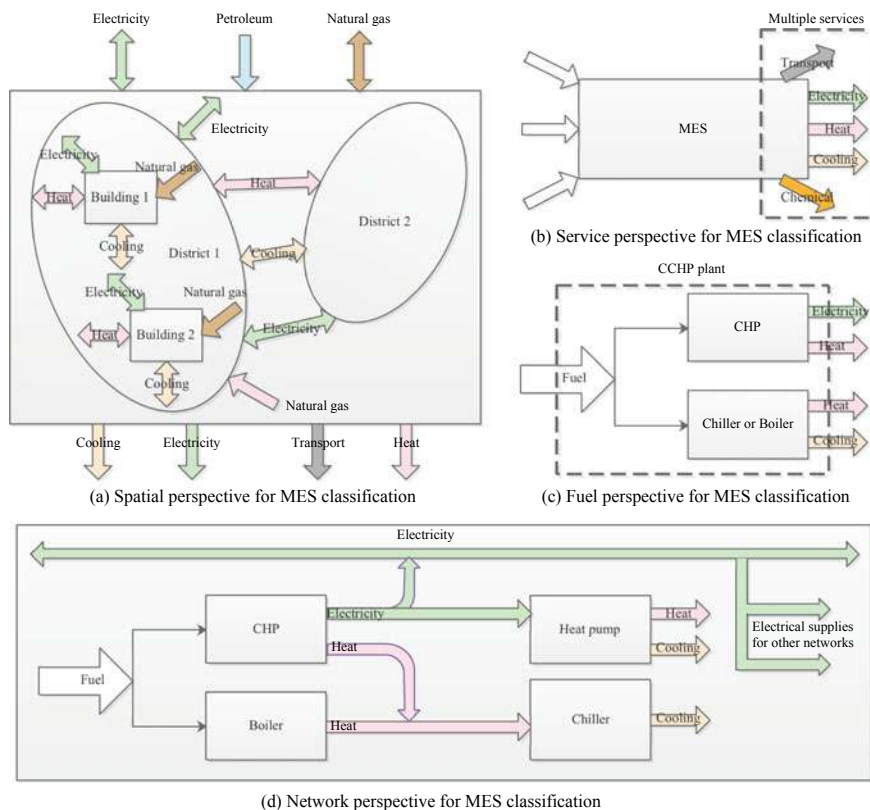 Electricity
Petroleum
Natural gas
Electricity
Electricity
Natural gas
Building 1
Heat
Heat
Cooling
District 1
Cooling
District 2
Electricity
Natural gas
Building 2
Heat
Electricity
Cooling
Natural gas
Cooling
Electricity
Transport
Heat
(a) Spatial perspective for MES classification
Multiple services
Transport
MES
Electricity
Heat
Cooling
Chemical
(b) Service perspective for MES classification
CCHP plant
CHP
Electricity
Heat
Fuel
Heat
Chiller or Boiler
Cooling
(c) Fuel perspective for MES classification
Electricity
CHP
Electricity
Heat pump
Heat
Cooling
Electrical supplies
for other networks
Heat
Fuel
Boiler
Heat
Chiller
Cooling
(d) Network perspective for MES classification